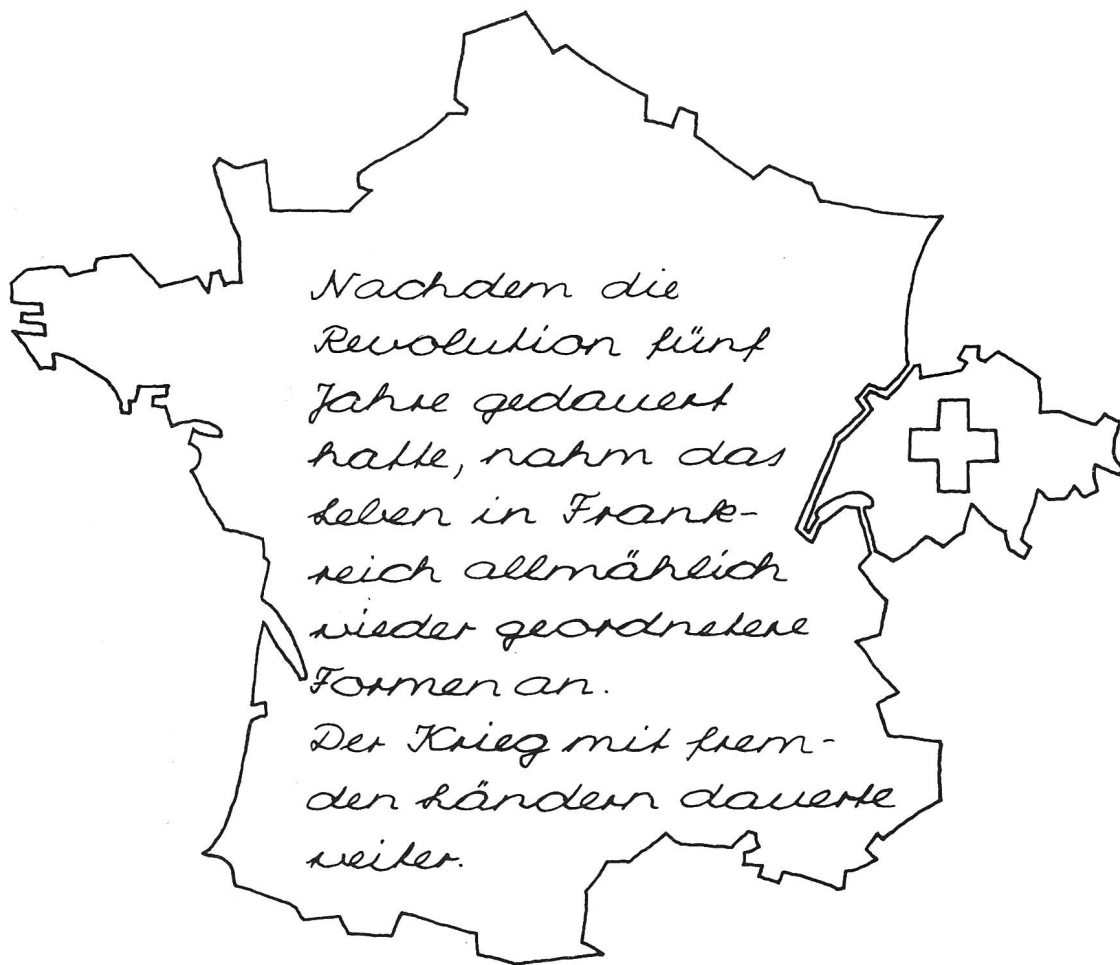 Nachdem die
Revolution fünf
Jahre gedauert
hatte, nahm das
Leben in Frank-
reich allmählich
wieder geordnetere
Formen an.
Der Krieg mit frem-
den Ländern dauerte
weiter.